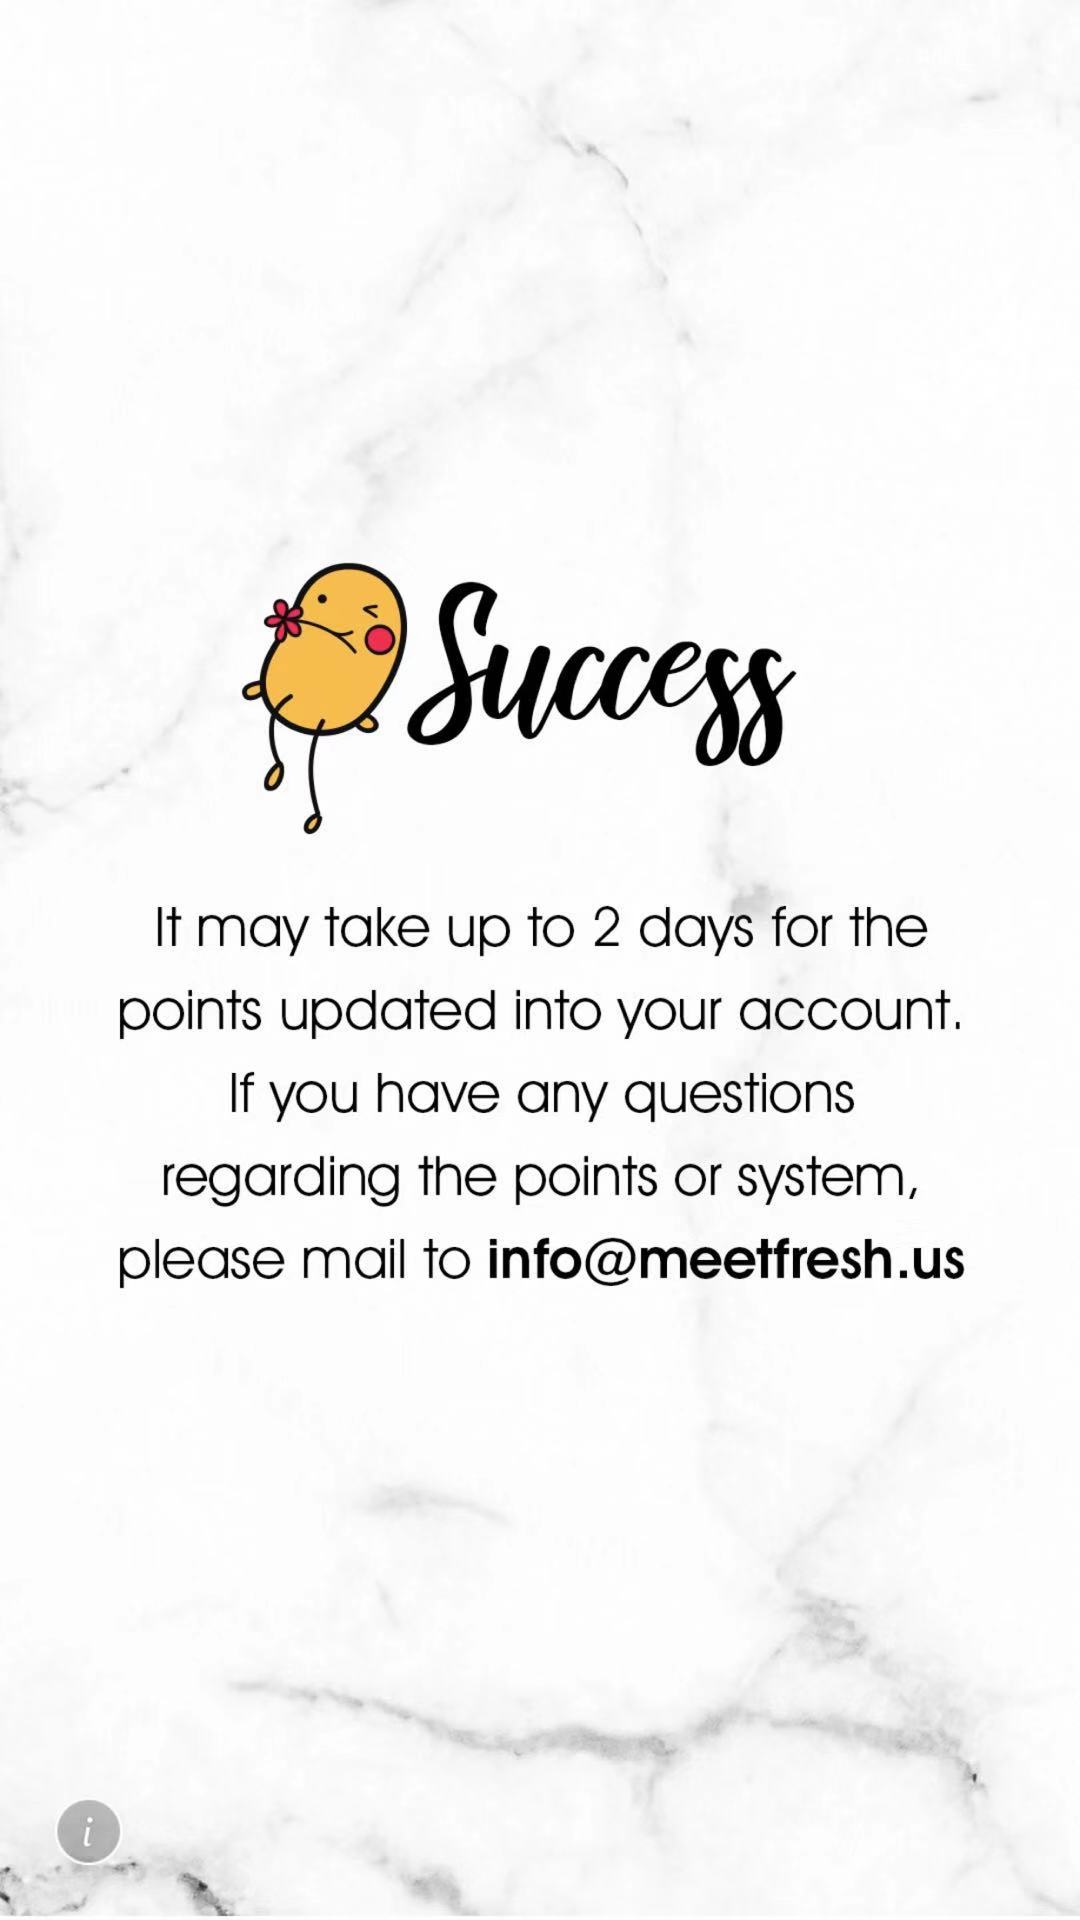 Success
It may take up to 2 days for the
points updated into your account.
If you have any questions
regarding the points or system,
please mail to info@meetfresh.us
i